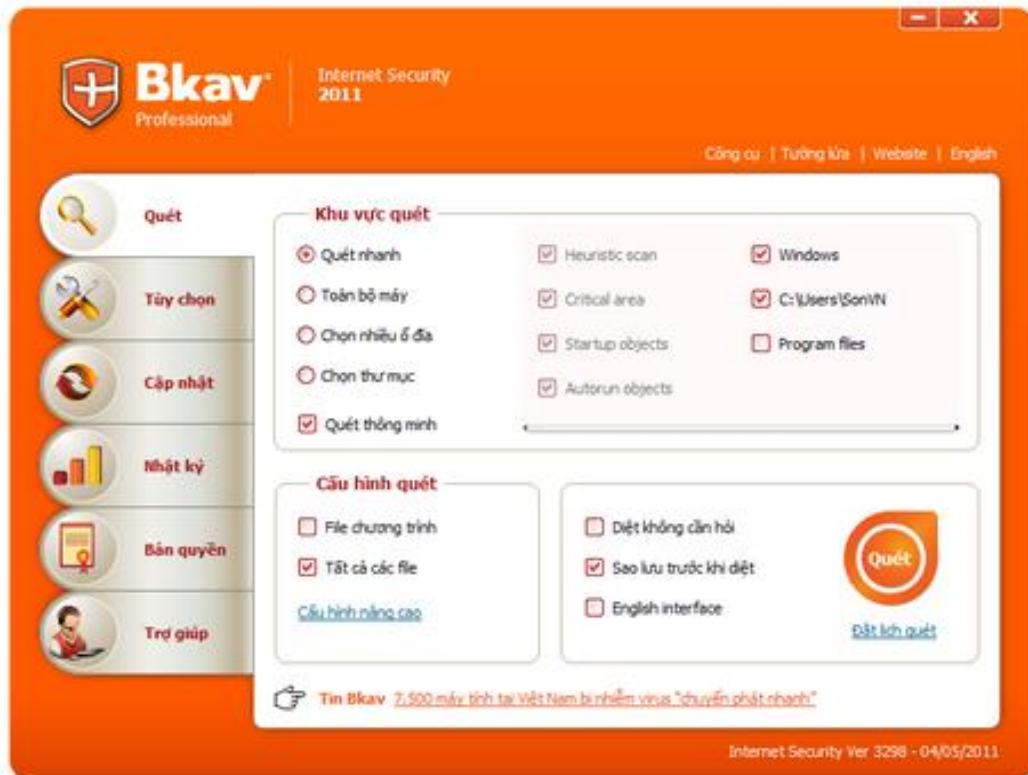 Bkav
Professional
Internet Security
2011
Công cụ | Tường lửa | Website | English
Quét
Tùy chọn
Cập nhật
Nhật ký
Bản quyền
Trợ giúp
Khu vực quét
Quét nhanh
Toàn bộ máy
Chọn nhiều ổ đĩa
Chọn thư mục
Quét thông minh
Heuristic scan
Critical area
Startup objects
Autorun objects
Windows
C:\Users\SonVN
Program files
Cấu hình quét
File chương trình
Tất cả các file
Cấu hình nâng cao
Diệt không cần hỏi
Sao lưu trước khi diệt
English interface
Quét
Đặt lịch quét
Tin Bkav 7.500 máy tính tại Việt Nam bị nhiễm virus "chuyển phát nhanh"
Internet Security Ver 3298 - 04/05/2011